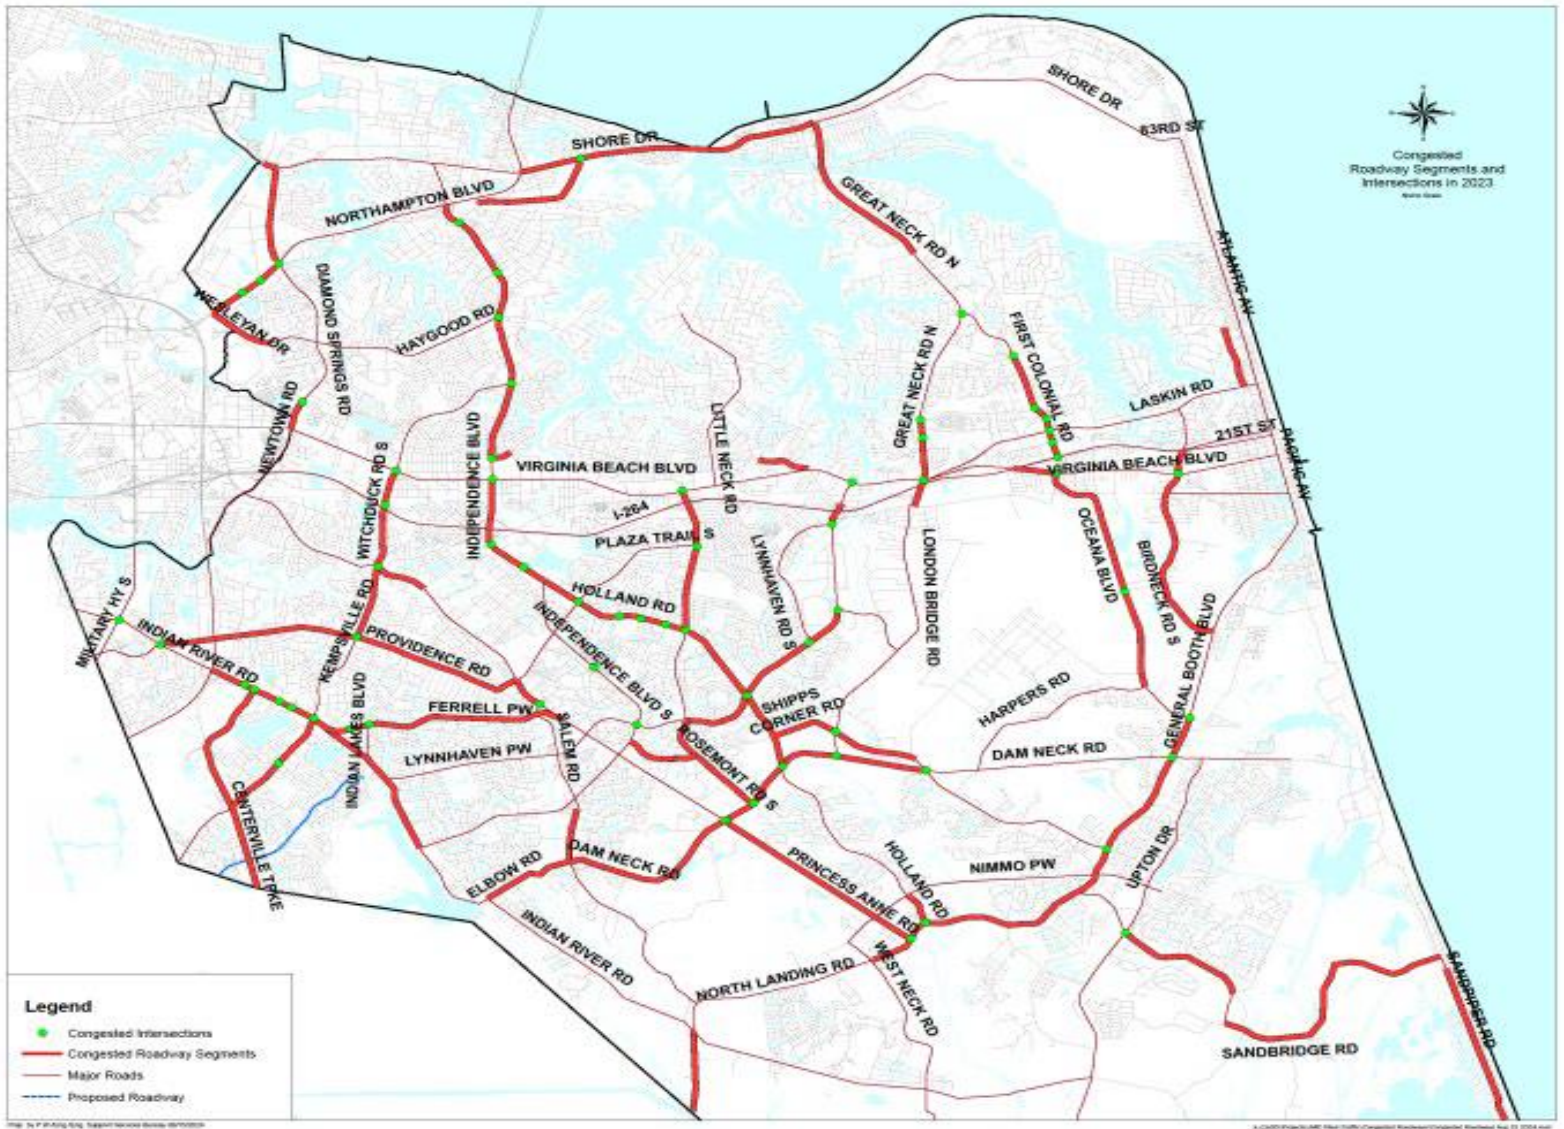 SHORE DR
63RD ST
Congested
Roadway Segments and
Intersections in 2023
SHORE DR
NORTHAMPTON BLVD
GREAT NECK RD N
ATLANTIC AV
WESLEYAN DR
DIAMOND SPRINGS RD
HAYGOOD RD
FIRST COLONIAL RD
GREAT NECK RD N
LASKIN RD
NEWTOWN RD
LITTLE NECK RD
21ST ST
PACIFIC AV
WITCHDUCK RD S
INDEPENDENCE BLVD
VIRGINIA BEACH BLVD
VIRGINIA BEACH BLVD
I-264
PLAZA TRAIL S
LYNNHAVEN RD S
LONDON BRIDGE RD
OCEANA BLVD
BIRDNECK RD S
MILITARY HY S
INDIAN RIVER RD
KEMPSVILLE RD
HOLLAND RD
INDEPENDENCE BLVD S
PROVIDENCE RD
GENERAL BOOTH BLVD
INDIAN LAKES BLVD
FERRELL PW
SHIPPS
CORNER RD
HARPERS RD
LYNNHAVEN PW
SALEM RD
ROSEMONT RD S
DAM NECK RD
CENTERVILLE TPKE
ELBOW RD
DAM NECK RD
PRINCESS ANNE RD
HOLLAND RD
NIMMO PW
UPTON DR
INDIAN RIVER RD
NORTH LANDING RD
WEST NECK RD
SANDBRIDGE RD
SANDPIPER RD
Legend
Congested Intersections
Congested Roadway Segments
Major Roads
Proposed Roadway